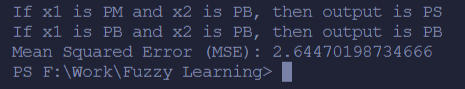 If x1 is PM and x2 is PB, then output is PS
If x1 is PB and x2 is PB, then output is PB
Mean Squared Error (MSE): 2.64470198734666
PS F:\Work\Fuzzy Learning>